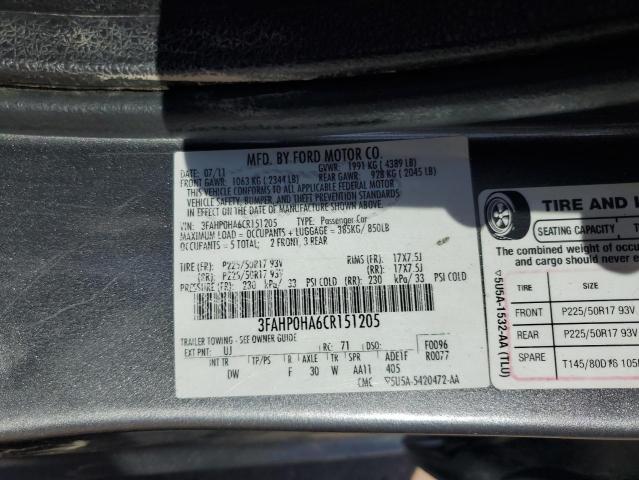 MFD. BY FORD MOTOR CO.
DATE: 07/11 GVWR: 1991 KG ( 4389 LB)
FRONT GAWR: 1063 KG ( 2344 LB) REAR GAWR: 928 KG ( 2045 LB)
THIS VEHICLE CONFORMS TO ALL APPLICABLE FEDERAL MOTOR
VEHICLE SAFETY, BUMPER, AND THEFT PREVENTION STANDARDS
IN EFFECT ON THE DATE OF MANUFACTURE SHOWN ABOVE.
VIN: 3FAHP0HA6CR151205 TYPE: Passenger Car
MAXIMUM LOAD = OCCUPANTS + LUGGAGE = 385KG/ 850LB
OCCUPANTS = 5 TOTAL; 2 FRONT, 3 REAR
TIRE (FR): P225/50R17 93V RIMS (FR): 17X7.5J
(RR): P225/50R17 93V (RR): 17X7.5J
PRESSURE (FR): 230 kPa/ 33 PSI COLD (RR): 230 kPa/33 PSI COLD
3FAHP0HA6CR151205
TRAILER TOWING - SEE OWNER GUIDE
EXT PNT: UJ RC: 71 DSO: F0096
INT TR TP/PS R AXLE TR SPR ADE1F R0077
DW F 30 W AA11 405
CMC ▽5U5A-5420472-AA
▽5U5A-1532-AA (TLU)
TIRE AND
SEATING CAPACITY
The combined weight of occupants
and cargo should never
TIRE SIZE
FRONT P225/50R17 93V
REAR P225/50R17 93V
SPARE T145/80D16